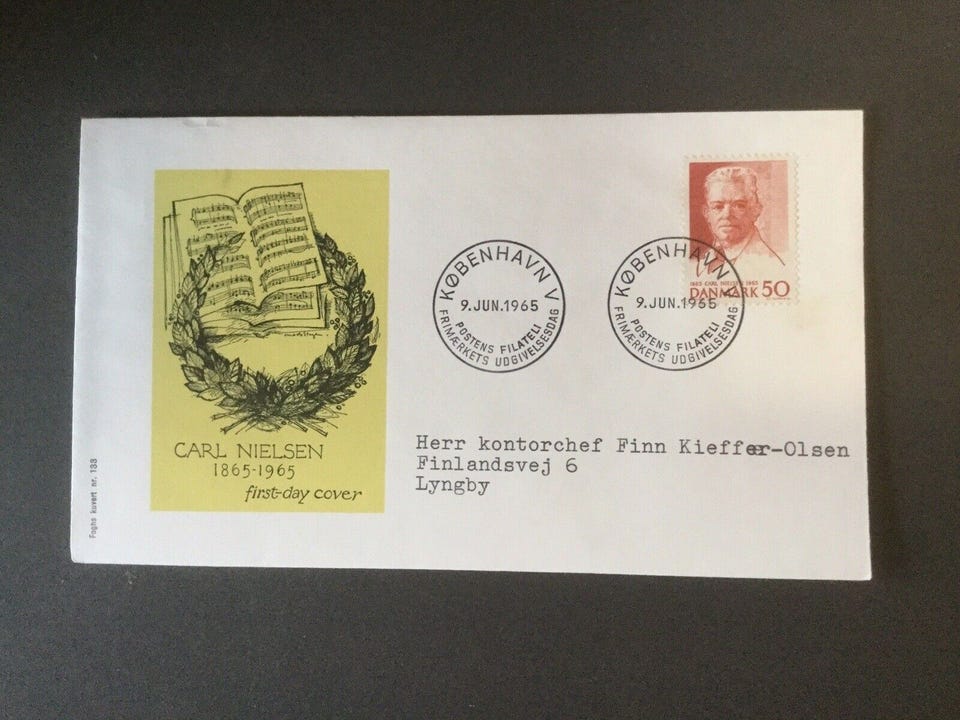 CARL NIELSEN
1865-1965
first-day cover
Foghs kuvert nr. 133
KØBENHAVN V
9.JUN.1965
POSTENS FILATELI
FRIMÆRKETS UDGIVELSESDAG
KØBENHAVN V
9.JUN.1965
POSTENS FILATELI
FRIMÆRKETS UDGIVELSESDAG
1865 CARL NIELSEN 1965
DANMARK 50
Herr kontorchef Finn Kieffer-Olsen
Finlandsvej 6
Lyngby